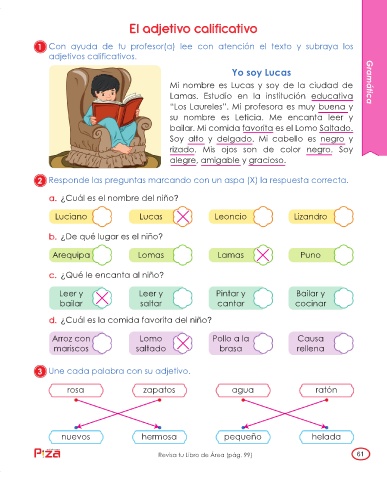 El adjetivo calificativo
1 Con ayuda de tu profesor(a) lee con atención el texto y subraya los
adjetivos calificativos.
Gramática
Yo soy Lucas
Mi nombre es Lucas y soy de la ciudad de
Lamas. Estudio en la institución educativa
“Los Laureles”. Mi profesora es muy buena y
su nombre es Leticia. Me encanta leer y
bailar. Mi comida favorita es el Lomo Saltado.
Soy alto y delgado. Mi cabello es negro y
rizado. Mis ojos son de color negro. Soy
alegre, amigable y gracioso.
2 Responde las preguntas marcando con un aspa (X) la respuesta correcta.
a. ¿Cuál es el nombre del niño?
Luciano Lucas Leoncio Lizandro
b. ¿De qué lugar es el niño?
Arequipa Lomas Lamas Puno
c. ¿Qué le encanta al niño?
Leer y Leer y Pintar y Bailar y
bailar saltar cantar cocinar
d. ¿Cuál es la comida favorita del niño?
Arroz con Lomo Pollo a la Causa
mariscos saltado brasa rellena
3 Une cada palabra con su adjetivo.
rosa zapatos agua ratón
nuevos hermosa pequeño helada
Pizza
Revisa tu Libro de Área (pág. 99)
61